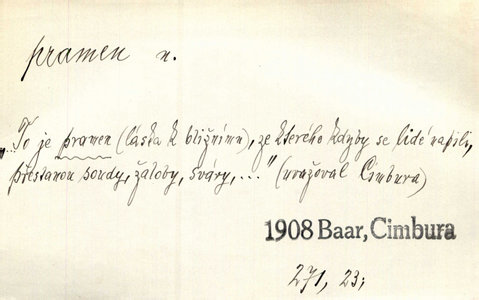 pramen n.
„To je pramen (láska k bližnímu), ze kterého kdyby se lidé napili,
přestanou soudy, žaloby, sváry, ..." (uvažoval Cimbura)
1908 Baar, Cimbura
271, 23;